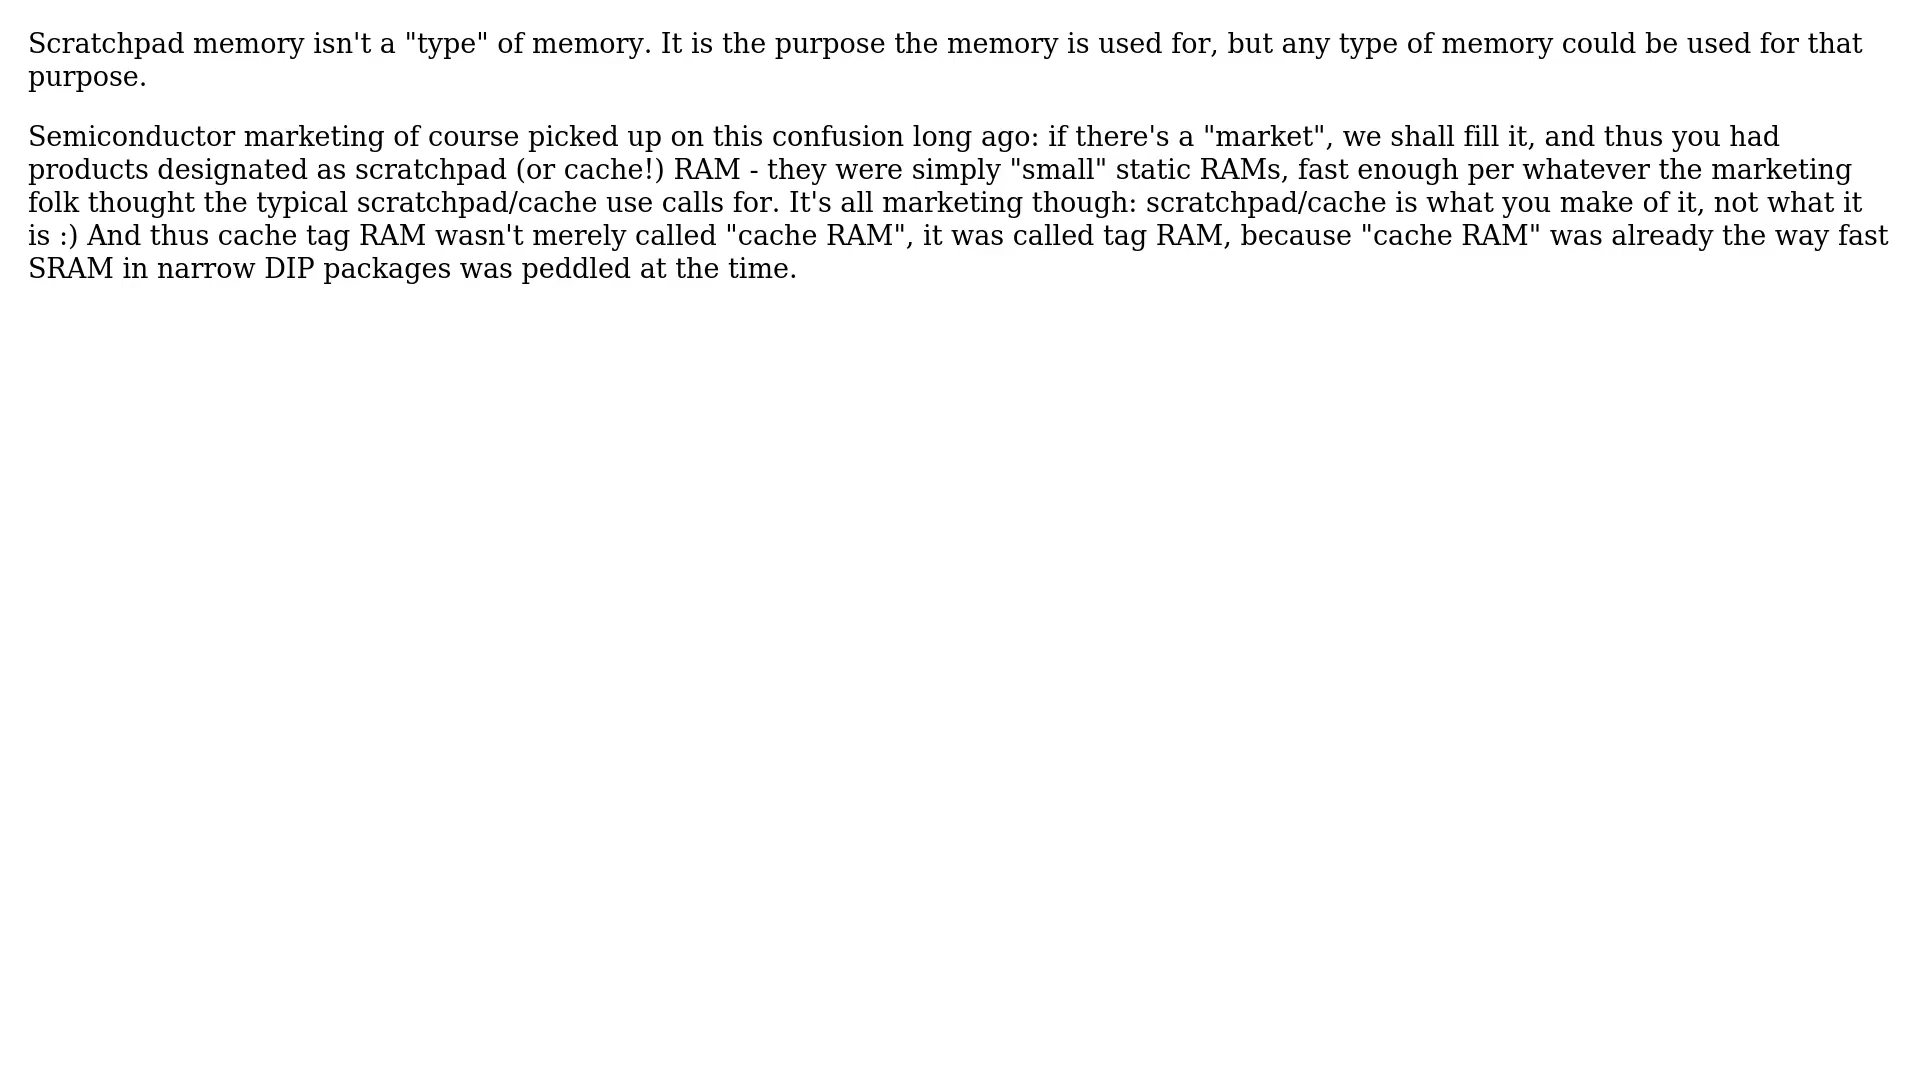 Scratchpad memory isn't a "type" of memory. It is the purpose the memory is used for, but any type of memory could be used for that
purpose.
Semiconductor marketing of course picked up on this confusion long ago: if there's a "market", we shall fill it, and thus you had
products designated as scratchpad (or cache!) RAM - they were simply "small" static RAMs, fast enough per whatever the marketing
folk thought the typical scratchpad/cache use calls for. It's all marketing though: scratchpad/cache is what you make of it, not what it
is :) And thus cache tag RAM wasn't merely called "cache RAM", it was called tag RAM, because "cache RAM" was already the way fast
SRAM in narrow DIP packages was peddled at the time.